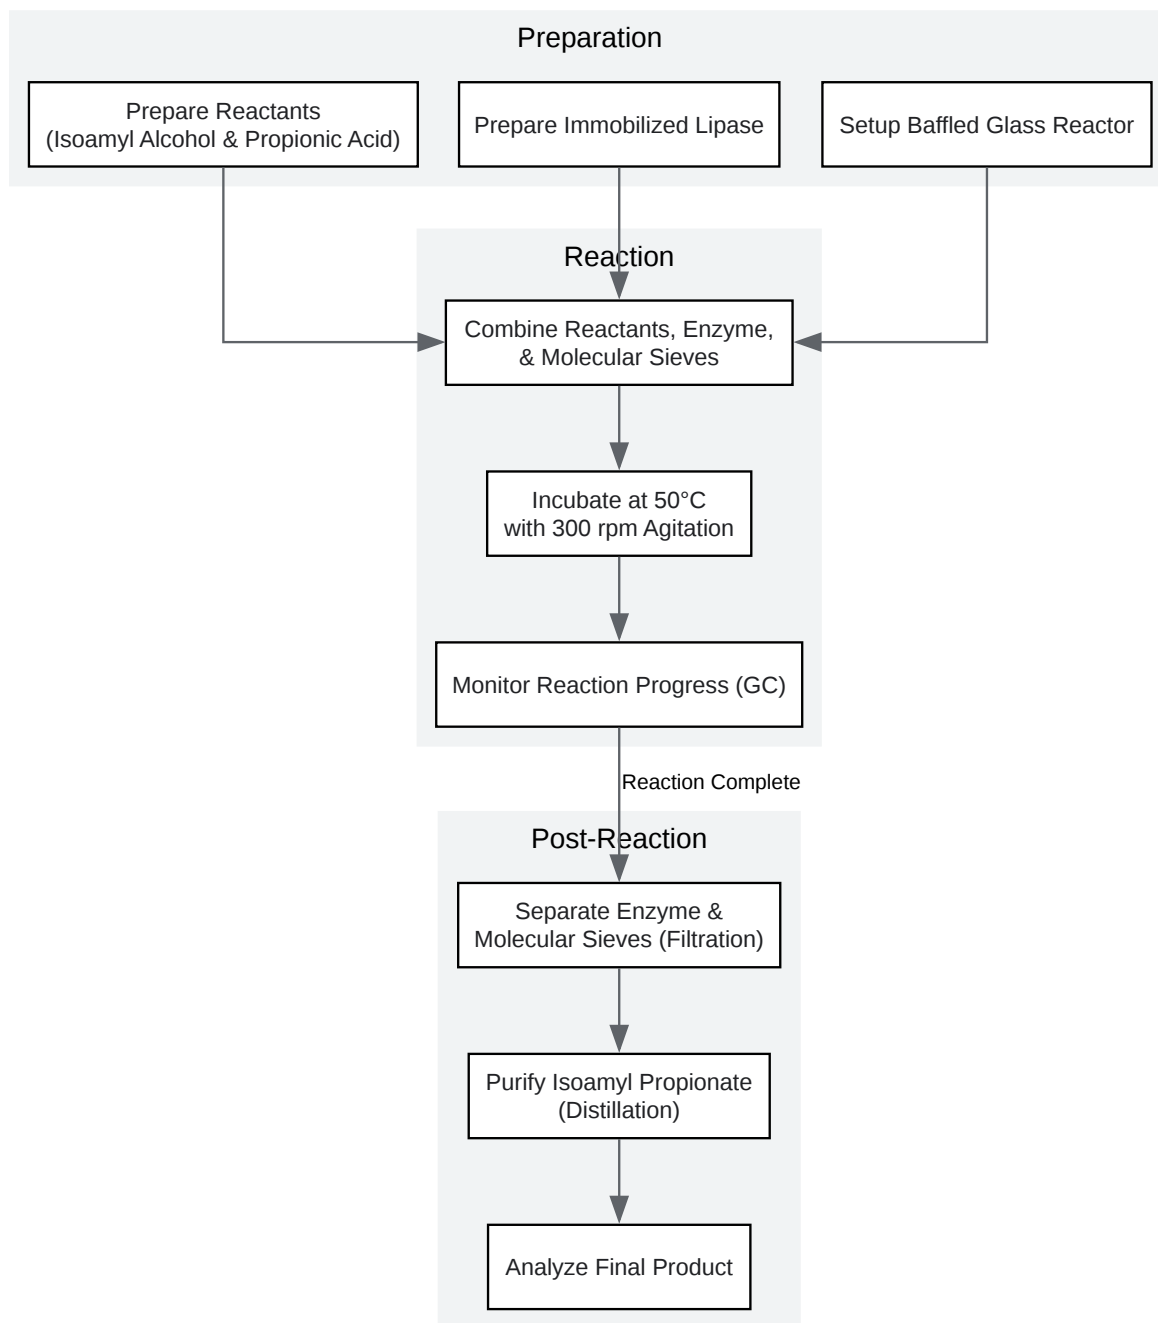 Preparation
Prepare Reactants
(Isoamyl Alcohol & Propionic Acid)
Prepare Immobilized Lipase
Setup Baffled Glass Reactor
Reaction
Combine Reactants, Enzyme,
& Molecular Sieves
Incubate at 50°C
with 300 rpm Agitation
Monitor Reaction Progress (GC)
Reaction Complete
Post-Reaction
Separate Enzyme &
Molecular Sieves (Filtration)
Purify Isoamyl Propionate
(Distillation)
Analyze Final Product